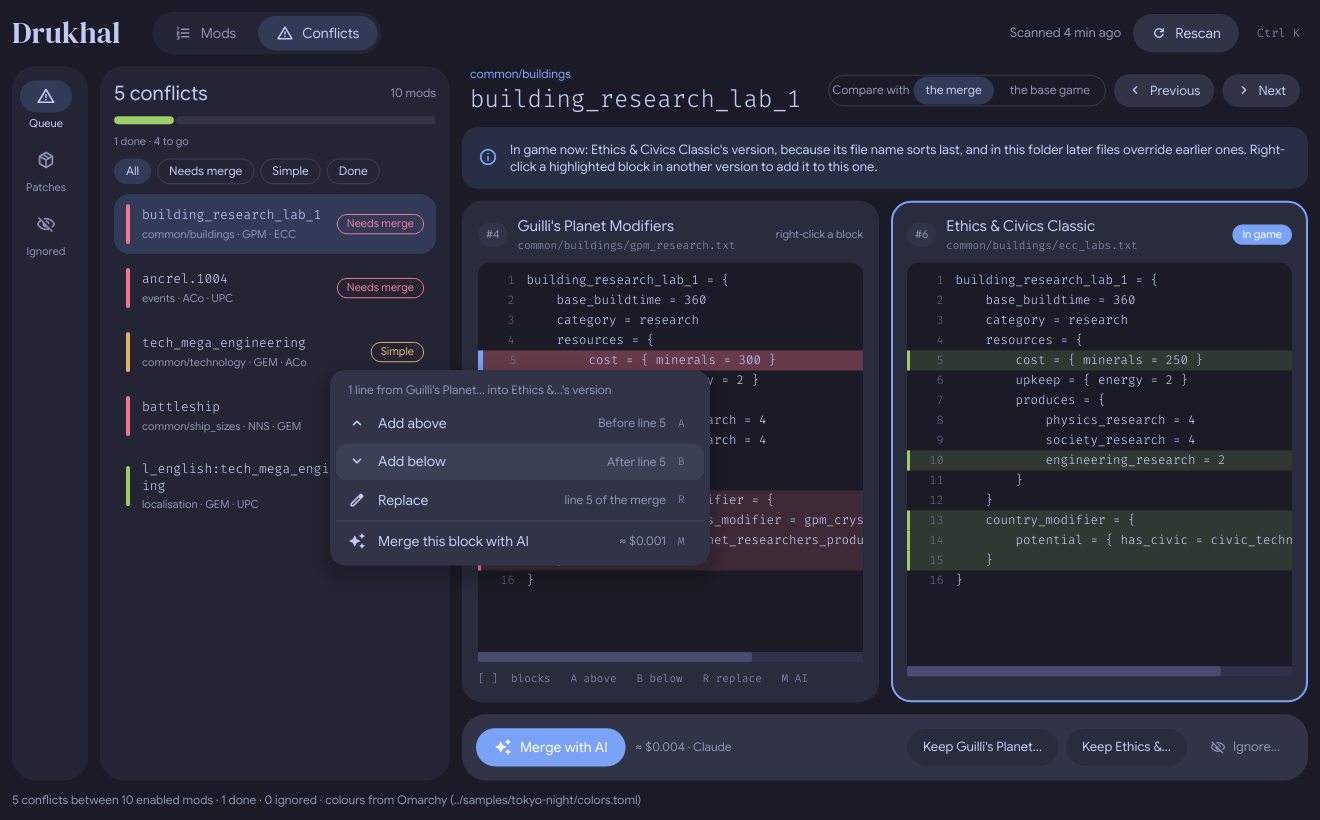 Drukhal
Mods
Conflicts
Scanned 4 min ago
Rescan
Ctrl K
Queue
Patches
Ignored
5 conflicts
10 mods
1 done · 4 to go
All
Needs merge
Simple
Done
building_research_lab_1
common/buildings · GPM · ECC
Needs merge
ancrel.1004
events · ACo · UPC
Needs merge
tech_mega_engineering
common/technology · GEM · ACo
Simple
battleship
common/ship_sizes · NNS · GEM
l_english:tech_mega_engi
ing
localisation · GEM · UPC
common/buildings
building_research_lab_1
Compare with
the merge
the base game
Previous
Next
In game now: Ethics & Civics Classic's version, because its file name sorts last, and in this folder later files override earlier ones. Right-
click a highlighted block in another version to add it to this one.
#4
Guilli's Planet Modifiers
common/buildings/gpm_research.txt
right-click a block
1 building_research_lab_1 = {
2 base_buildtime = 360
3 category = research
4 resources = {
5 cost = { minerals = 300 }
y = 2 }
arch = 4
arch = 4
ifier = {
s_modifier = gpm_crys
net_researchers_produ
16 }
[ ] blocks A above B below R replace M AI
1 line from Guilli's Planet... into Ethics &...'s version
Add above
Before line 5
A
Add below
After line 5
B
Replace
line 5 of the merge
R
Merge this block with AI
≈ $0.001
M
#6
Ethics & Civics Classic
common/buildings/ecc_labs.txt
In game
1 building_research_lab_1 = {
2 base_buildtime = 360
3 category = research
4 resources = {
5 cost = { minerals = 250 }
6 upkeep = { energy = 2 }
7 produces = {
8 physics_research = 4
9 society_research = 4
10 engineering_research = 2
11 }
12 }
13 country_modifier = {
14 potential = { has_civic = civic_techn
15 }
16 }
Merge with AI
≈ $0.004 · Claude
Keep Guilli's Planet...
Keep Ethics &...
Ignore...
5 conflicts between 10 enabled mods · 1 done · 0 ignored · colours from Omarchy (../samples/tokyo-night/colors.toml)